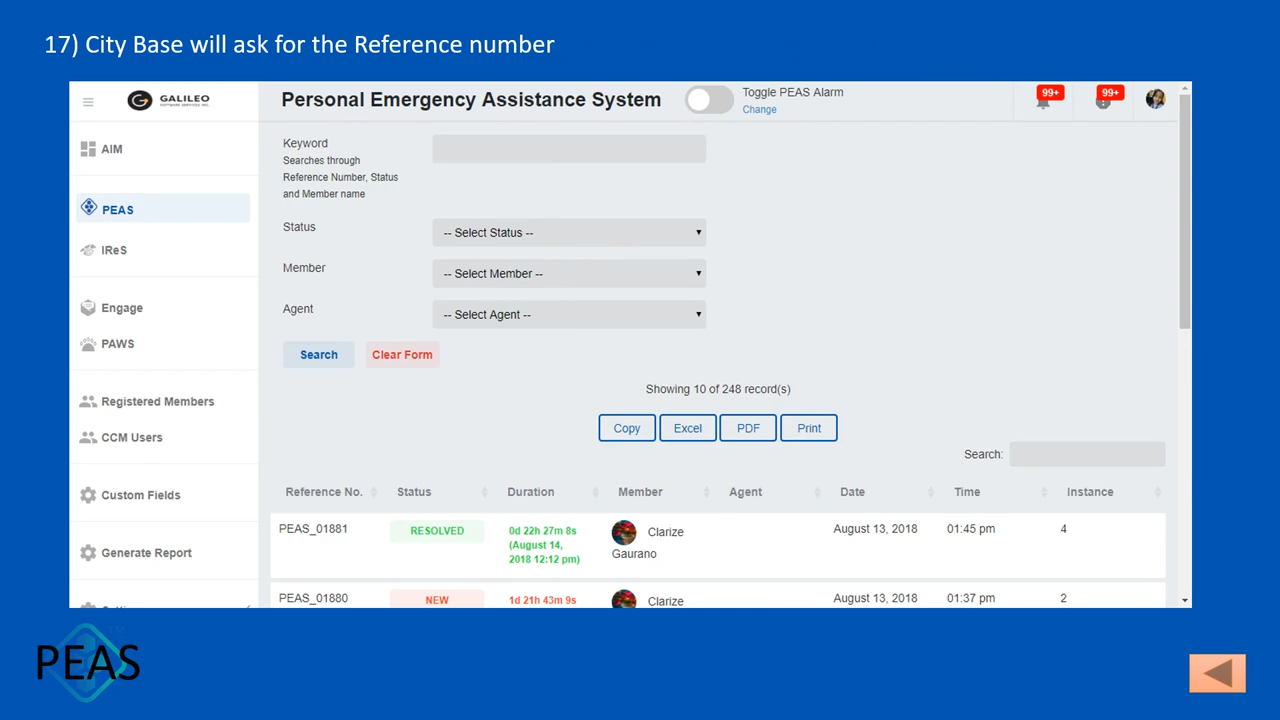 17) City Base will ask for the Reference number
GALILEO
SOFTWARE SERVICES INC.
Personal Emergency Assistance System
Toggle PEAS Alarm
Change
99+
99+
AIM
PEAS
IReS
Engage
PAWS
Registered Members
CCM Users
Custom Fields
Generate Report
Keyword
Searches through
Reference Number, Status
and Member name
Status
-- Select Status --
Member
-- Select Member --
Agent
-- Select Agent --
Search
Clear Form
Showing 10 of 248 record(s)
Copy Excel PDF Print
Search:
Reference No. Status Duration Member Agent Date Time Instance
PEAS_01881 RESOLVED 0d 22h 27m 8s Clarize August 13, 2018 01:45 pm 4
(August 14, Gaurano
2018 12:12 pm)
PEAS_01880 NEW 1d 21h 43m 9s Clarize August 13, 2018 01:37 pm 2
PEAS